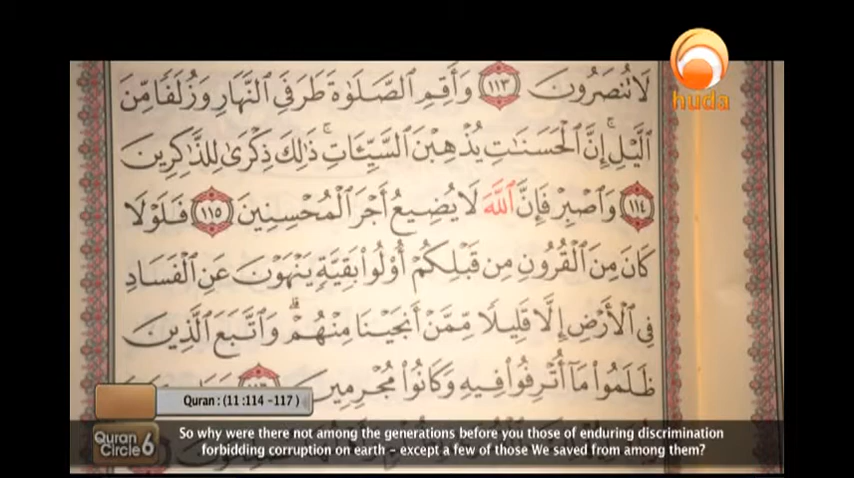 لَا تُنصَرُونَ ١١٣ وَأَقِمِ الصَّلَوٰةَ طَرَفَيِ النَّهَارِ وَزُلَفًا مِّنَ
الَّيْلِ ۚ إِنَّ الْحَسَنَاتِ يُذْهِبْنَ السَّيِّئَاتِ ۚ ذَٰلِكَ ذِكْرَىٰ لِلذَّاكِرِينَ
١١٤ وَاصْبِرْ فَإِنَّ اللَّهَ لَا يُضِيعُ أَجْرَ الْمُحْسِنِينَ ١١٥ فَلَوْلَا
كَانَ مِنَ الْقُرُونِ مِن قَبْلِكُمْ أُو۟لُوا۟ بَقِيَّةٍ يَنْهَوْنَ عَنِ الْفَسَادِ
فِي الْأَرْضِ إِلَّا قَلِيلًا مِّمَّنْ أَنجَيْنَا مِنْهُمْ ۗ وَاتَّبَعَ الَّذِينَ
ظَلَمُوا۟ مَا أُتْرِفُوا۟ فِيهِ وَكَانُوا۟ مُجْرِمِينَ
huda
Quran : (11 :114 -117 )
Quran Circle 6
So why were there not among the generations before you those of enduring discrimination
forbidding corruption on earth – except a few of those We saved from among them?